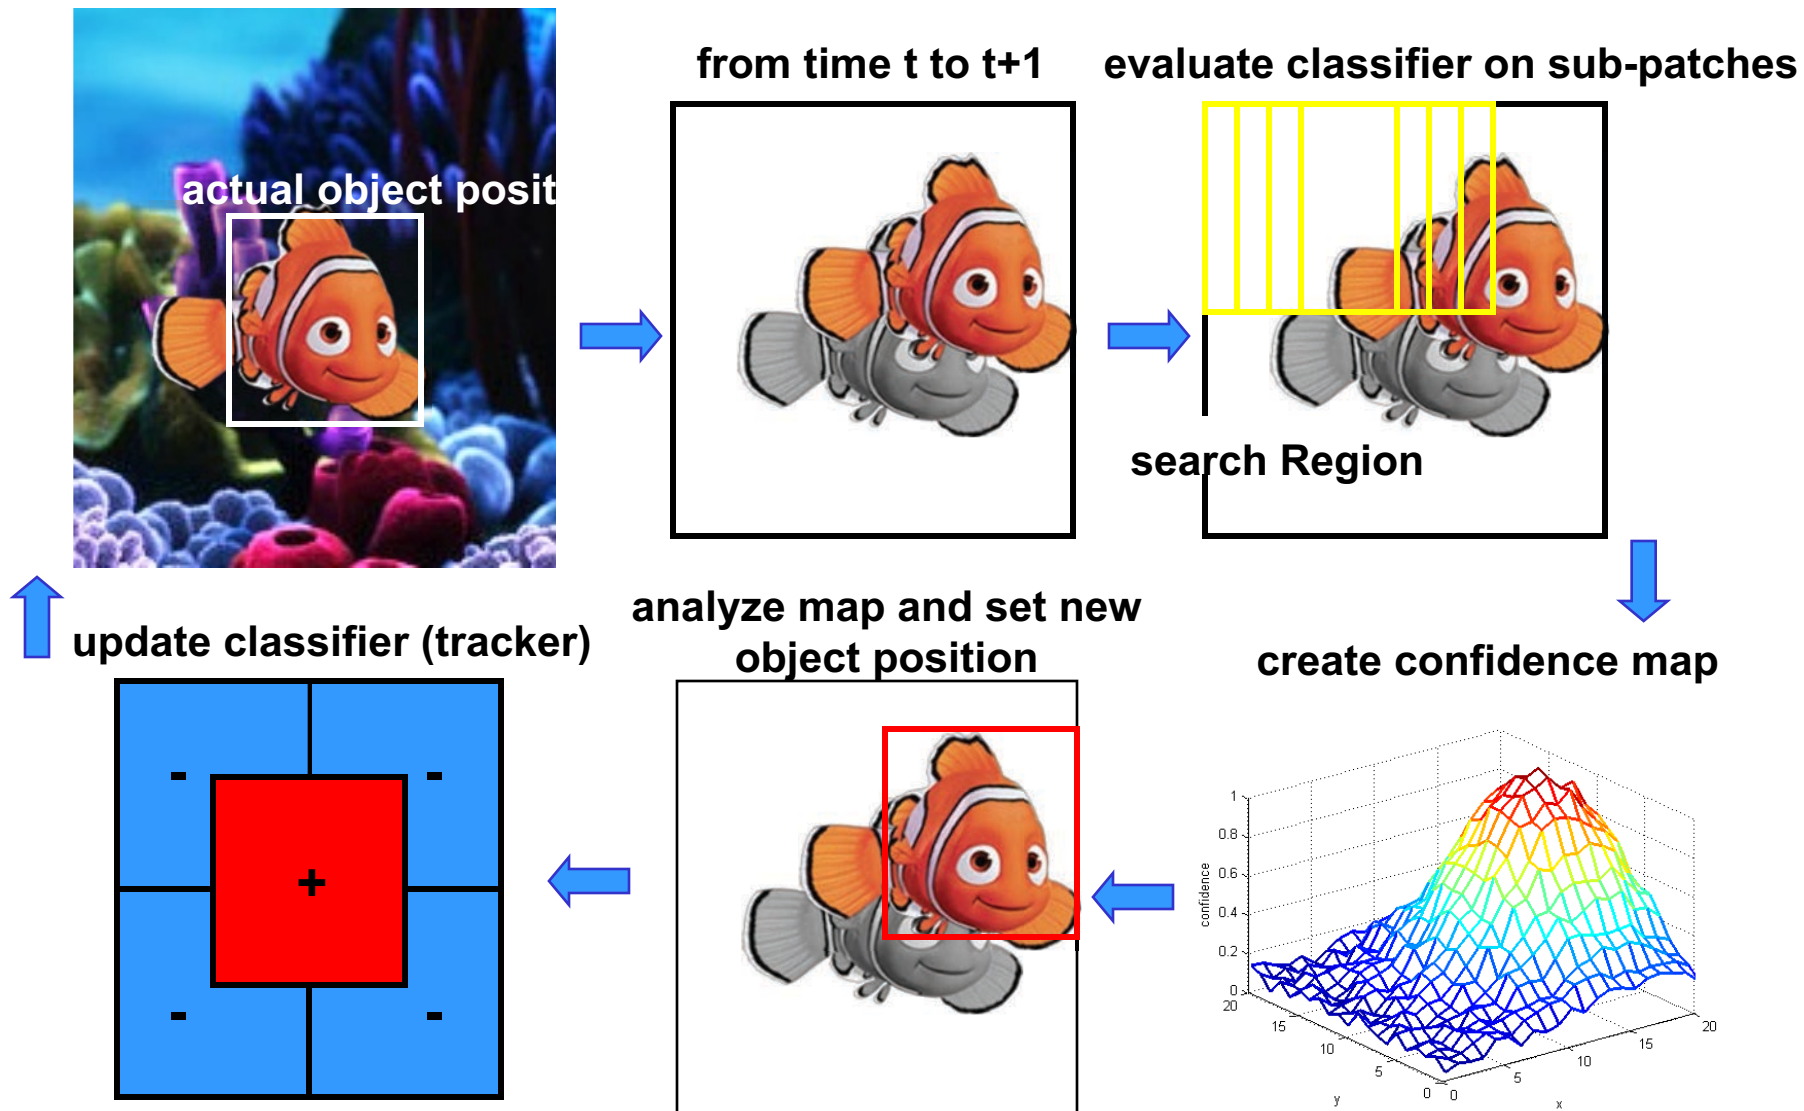 from time t to t+1
evaluate classifier on sub-patches
actual object posit
search Region
update classifier (tracker)
analyze map and set new
object position
create confidence map
-
-
+
-
-
confidence
1
0.8
0.6
0.4
0.2
0
20
15
10
5
0
y
0
5
10
15
20
x